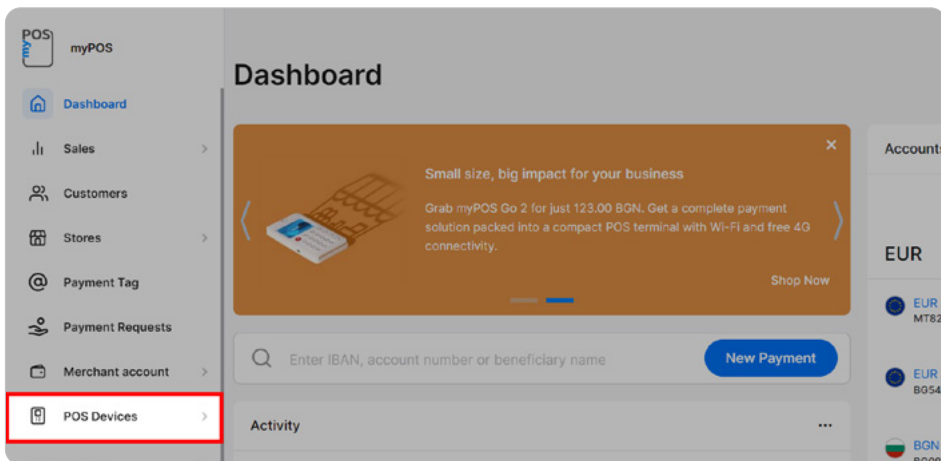 POS
my
myPOS
Dashboard
Sales
Customers
Stores
Payment Tag
Payment Requests
Merchant account
POS Devices
Dashboard
Small size, big impact for your business
Grab myPOS Go 2 for just 123.00 BGN. Get a complete payment
solution packed into a compact POS terminal with Wi-Fi and free 4G
connectivity.
Shop Now
Enter IBAN, account number or beneficiary name
New Payment
Activity
Accounts
EUR
EUR
MT82
EUR
BG54
BGN